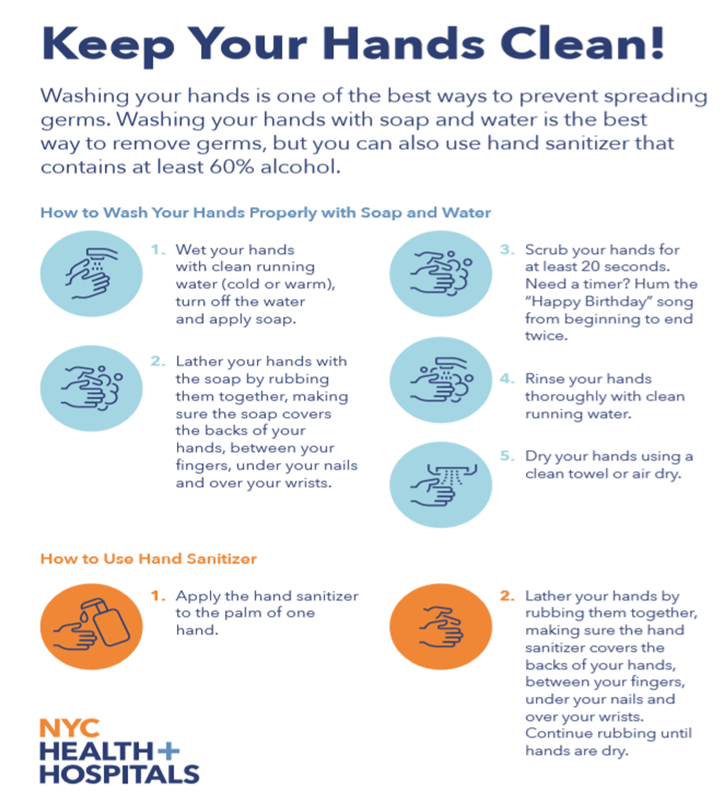 Keep Your Hands Clean!
Washing your hands is one of the best ways to prevent spreading
germs. Washing your hands with soap and water is the best
way to remove germs, but you can also use hand sanitizer that
contains at least 60% alcohol.
How to Wash Your Hands Properly with Soap and Water
1. Wet your hands
with clean running
water (cold or warm),
turn off the water
and apply soap.
2. Lather your hands with
the soap by rubbing
them together, making
sure the soap covers
the backs of your
hands, between your
fingers, under your nails
and over your wrists.
3. Scrub your hands for
at least 20 seconds.
Need a timer? Hum the
“Happy Birthday” song
from beginning to end
twice.
4. Rinse your hands
thoroughly with clean
running water.
5. Dry your hands using a
clean towel or air dry.
How to Use Hand Sanitizer
1. Apply the hand sanitizer
to the palm of one
hand.
2. Lather your hands by
rubbing them together,
making sure the hand
sanitizer covers the
backs of your hands,
between your fingers,
under your nails and
over your wrists.
Continue rubbing until
hands are dry.
NYC
HEALTH+
HOSPITALS